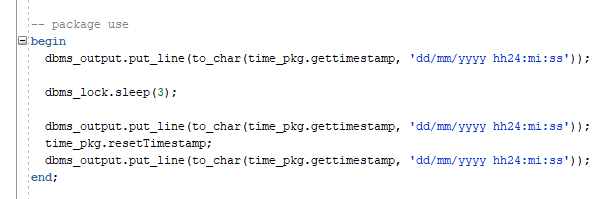 -- package use
begin
dbms_output.put_line(to_char(time_pkg.gettimestamp, 'dd/mm/yyyy hh24:mi:ss'));
dbms_lock.sleep(3);
dbms_output.put_line(to_char(time_pkg.gettimestamp, 'dd/mm/yyyy hh24:mi:ss'));
time_pkg.resetTimestamp;
dbms_output.put_line(to_char(time_pkg.gettimestamp, 'dd/mm/yyyy hh24:mi:ss'));
end;